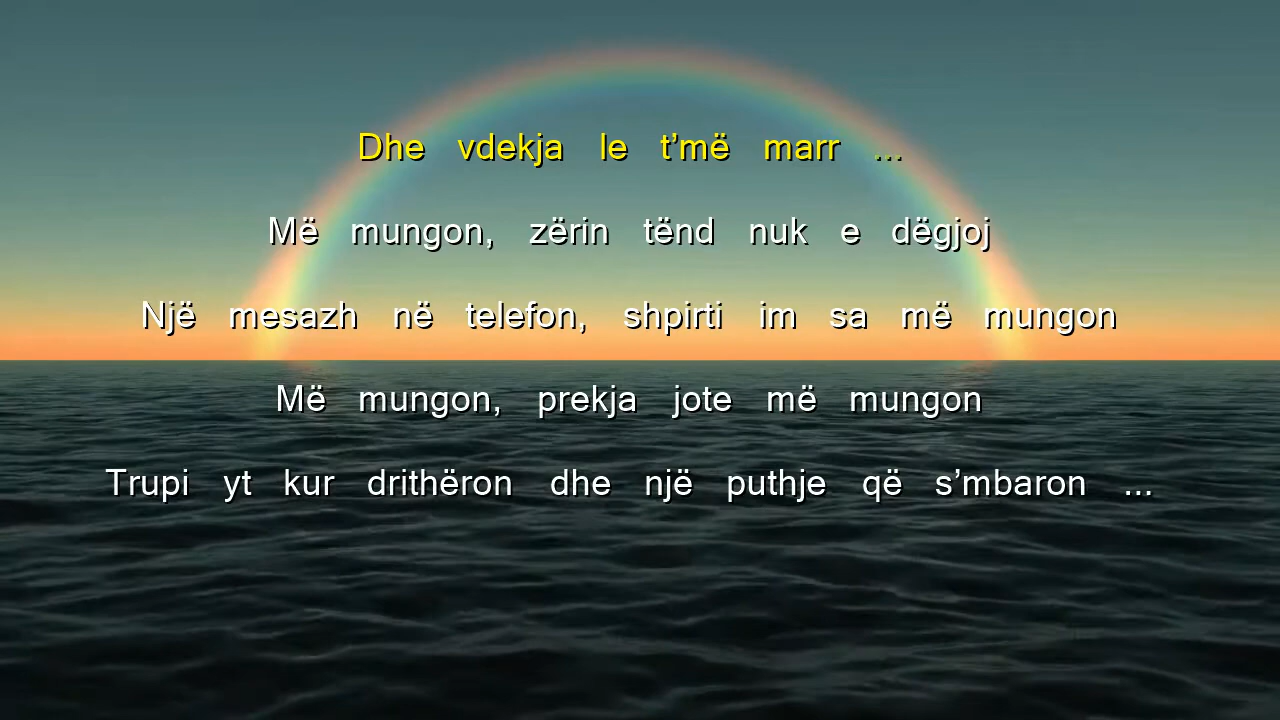 Dhe vdekja le t’më marr ...
Më mungon, zërin tënd nuk e dëgjoj
Një mesazh në telefon, shpirti im sa më mungon
Më mungon, prekja jote më mungon
Trupi yt kur drithëron dhe një puthje që s’mbaron ...